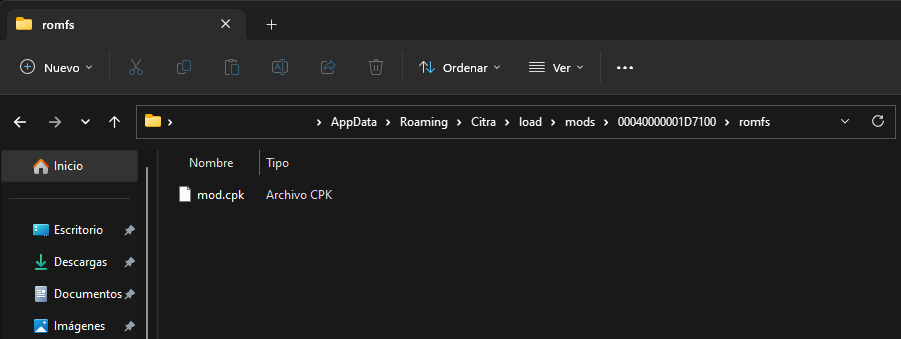 romfs
Nuevo Ordenar Ver
AppData Roaming Citra load mods 00040000001D7100 romfs
Inicio
Nombre Tipo
mod.cpk Archivo CPK
Escritorio
Descargas
Documentos
Imágenes